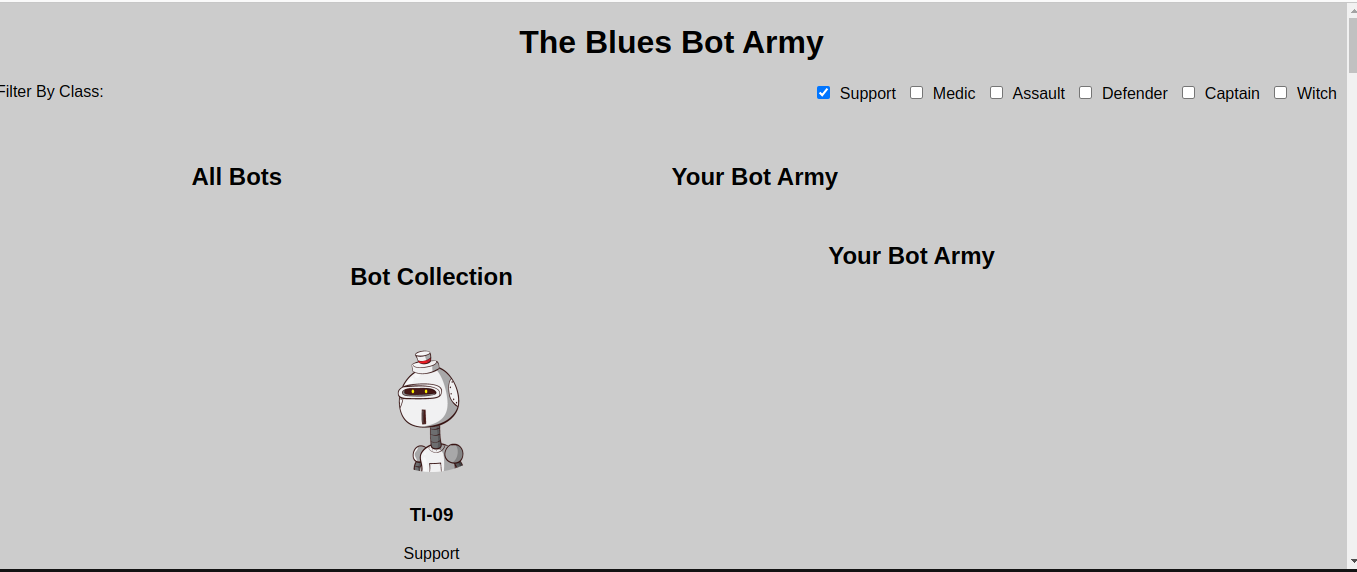 The Blues Bot Army
Filter By Class:
Support Medic Assault Defender Captain Witch
All Bots
Your Bot Army
Your Bot Army
Bot Collection
TI-09
Support